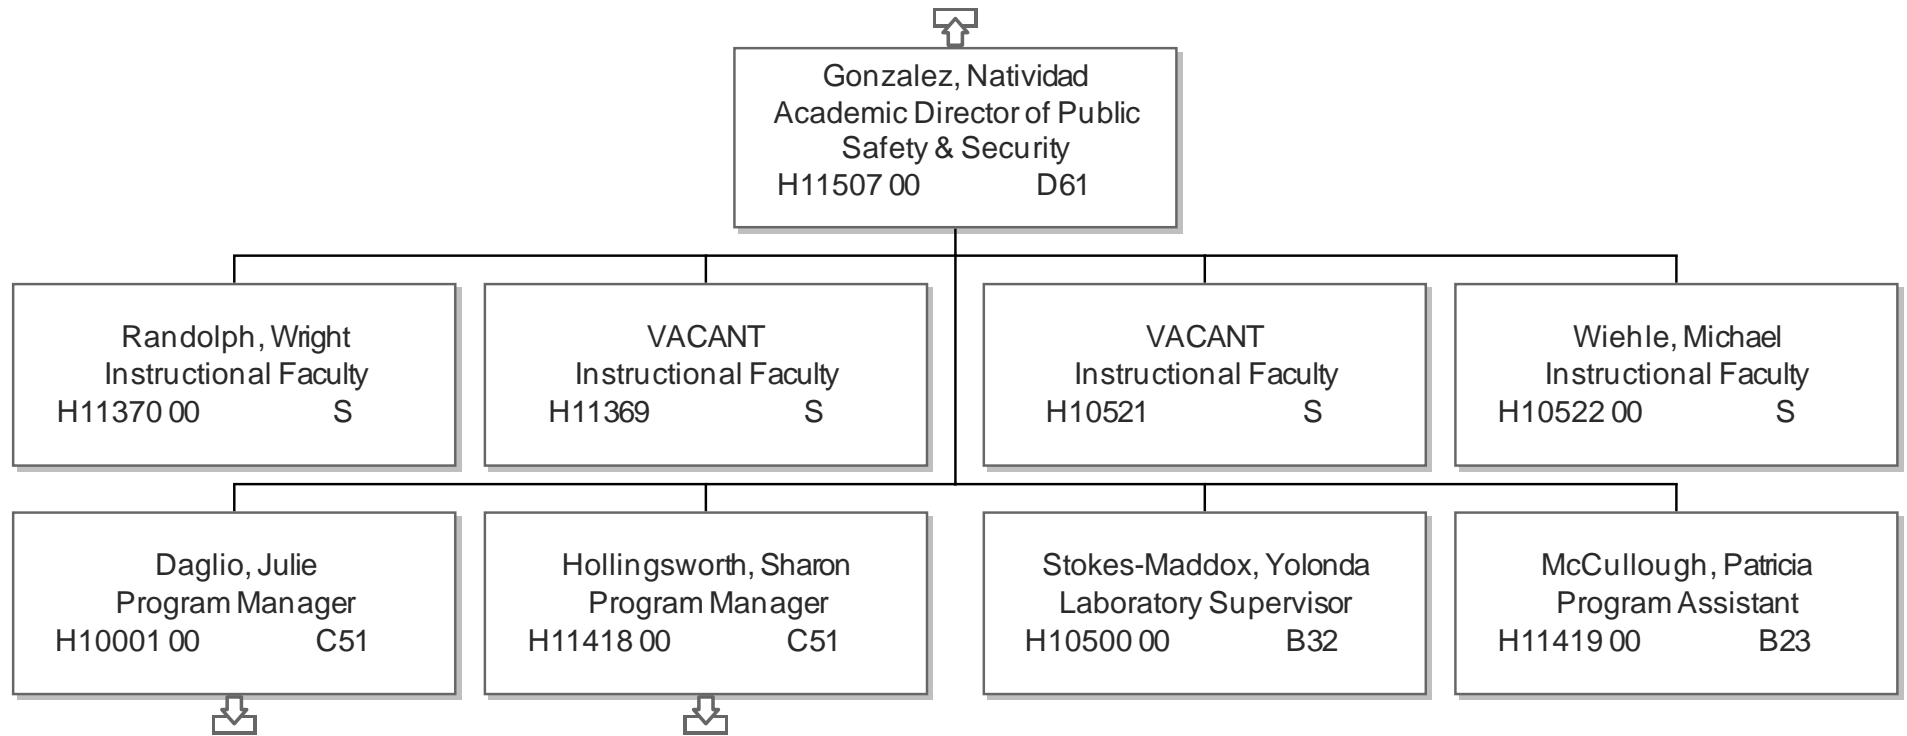 Gonzalez, Natividad
Academic Director of Public
Safety & Security
H11507 00 D61
Randolph, Wright
Instructional Faculty
H11370 00 S
VACANT
Instructional Faculty
H11369 S
VACANT
Instructional Faculty
H10521 S
Wiehle, Michael
Instructional Faculty
H10522 00 S
Daglio, Julie
Program Manager
H10001 00 C51
Hollingsworth, Sharon
Program Manager
H11418 00 C51
Stokes-Maddox, Yolonda
Laboratory Supervisor
H10500 00 B32
McCullough, Patricia
Program Assistant
H11419 00 B23